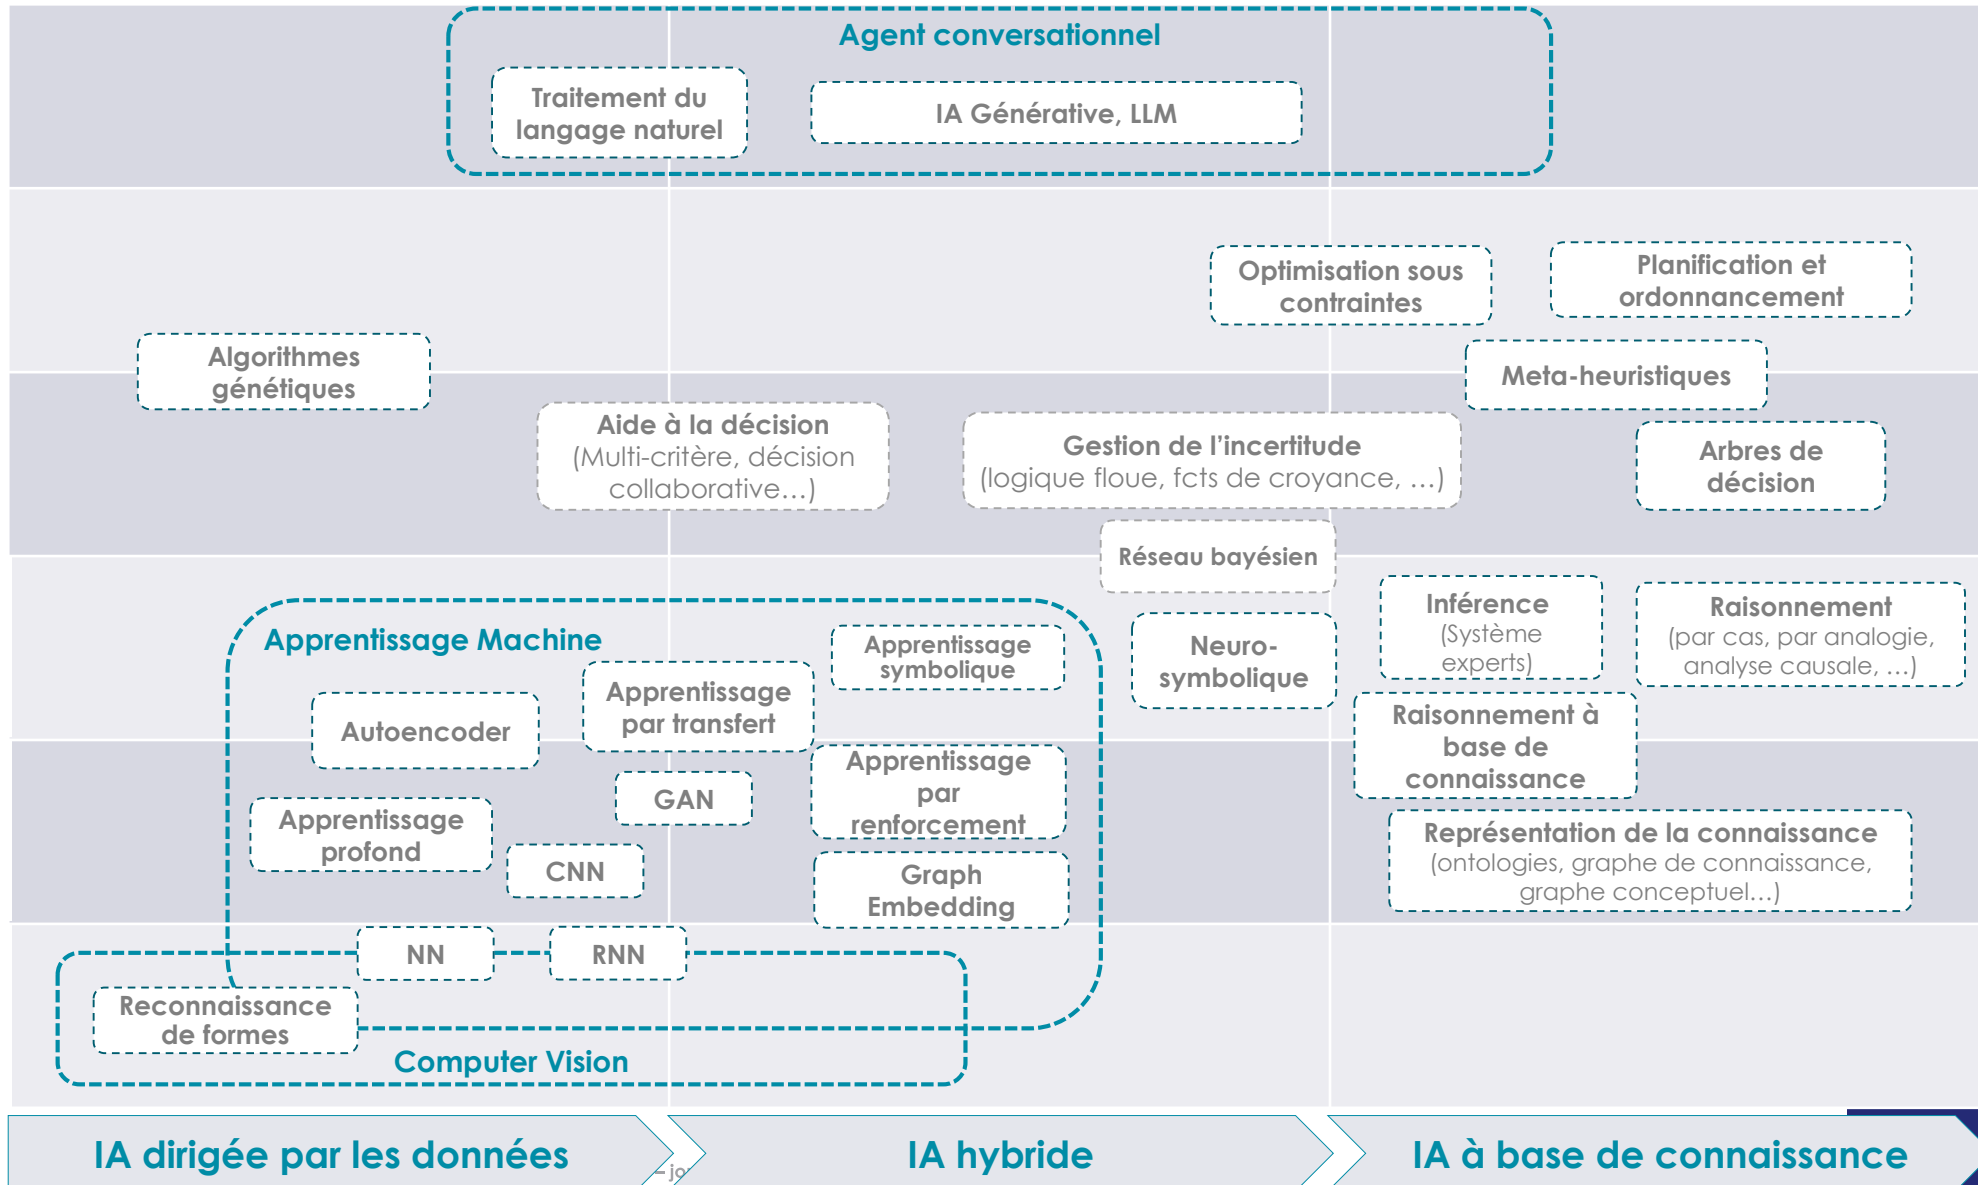 Agent conversationnel
Traitement du
langage naturel
IA Générative, LLM
Optimisation sous
contraintes
Planification et
ordonnancement
Algorithmes
génétiques
Meta-heuristiques
Aide à la décision
(Multi-critère, décision
collaborative...)
Gestion de l'incertitude
(logique floue, fcts de croyance, ...)
Arbres de
décision
Réseau bayésien
Apprentissage Machine
Apprentissage
symbolique
Neuro-
symbolique
Inférence
(Système
experts)
Raisonnement
(par cas, par analogie,
analyse causale, ...)
Autoencoder
Apprentissage
par transfert
Raisonnement à
base de
connaissance
Apprentissage
par
renforcement
GAN
Apprentissage
profond
CNN
Graph
Embedding
Représentation de la connaissance
(ontologies, graphe de connaissance,
graphe conceptuel...)
NN
RNN
Reconnaissance
de formes
Computer Vision
IA dirigée par les données
IA hybride
IA à base de connaissance